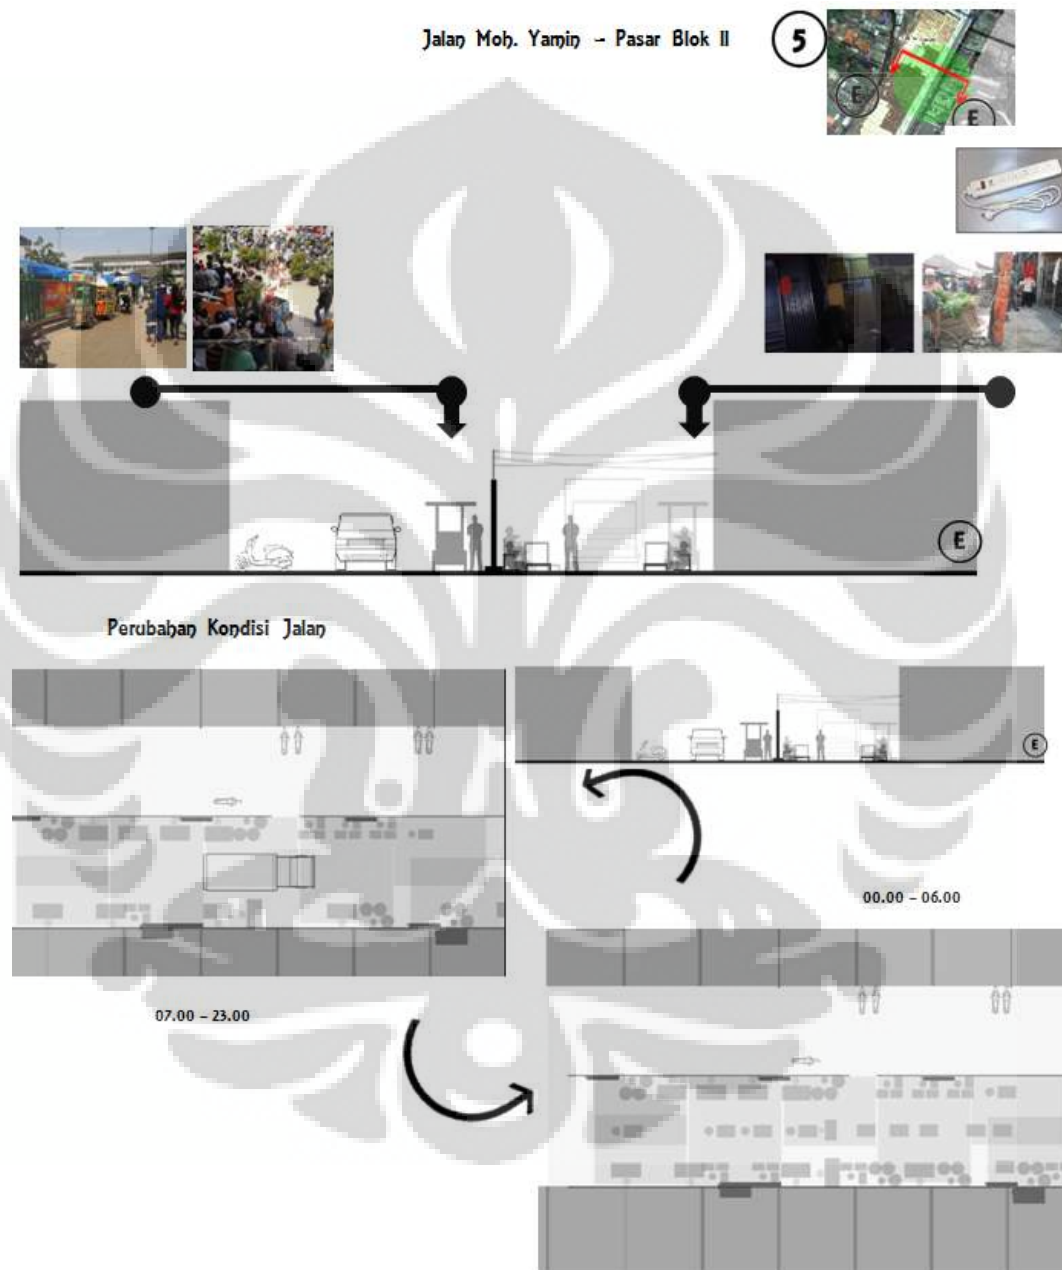 Jalan Moh. Yamin - Pasar Blok II
5
E
E
E
Perubahan Kondisi Jalan
E
00.00 - 06.00
07.00 - 23.00